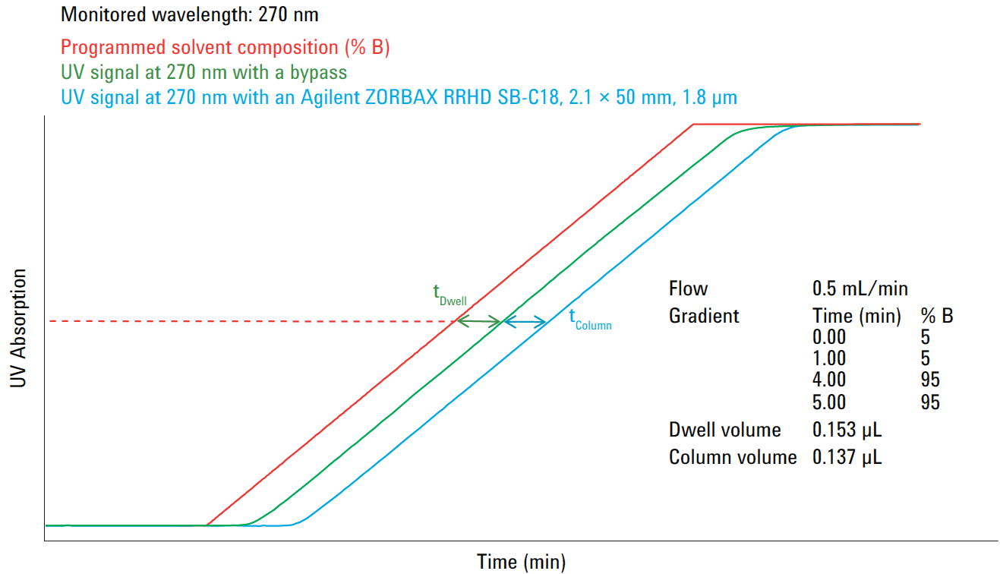 Monitored wavelength: 270 nm
Programmed solvent composition (% B)
UV signal at 270 nm with a bypass
UV signal at 270 nm with an Agilent ZORBAX RRHD SB-C18, 2.1 × 50 mm, 1.8 µm
UV Absorption
t Dwell
t Column
Flow 0.5 mL/min
Gradient Time (min) % B
0.00 5
1.00 5
4.00 95
5.00 95
Dwell volume 0.153 µL
Column volume 0.137 µL
Time (min)